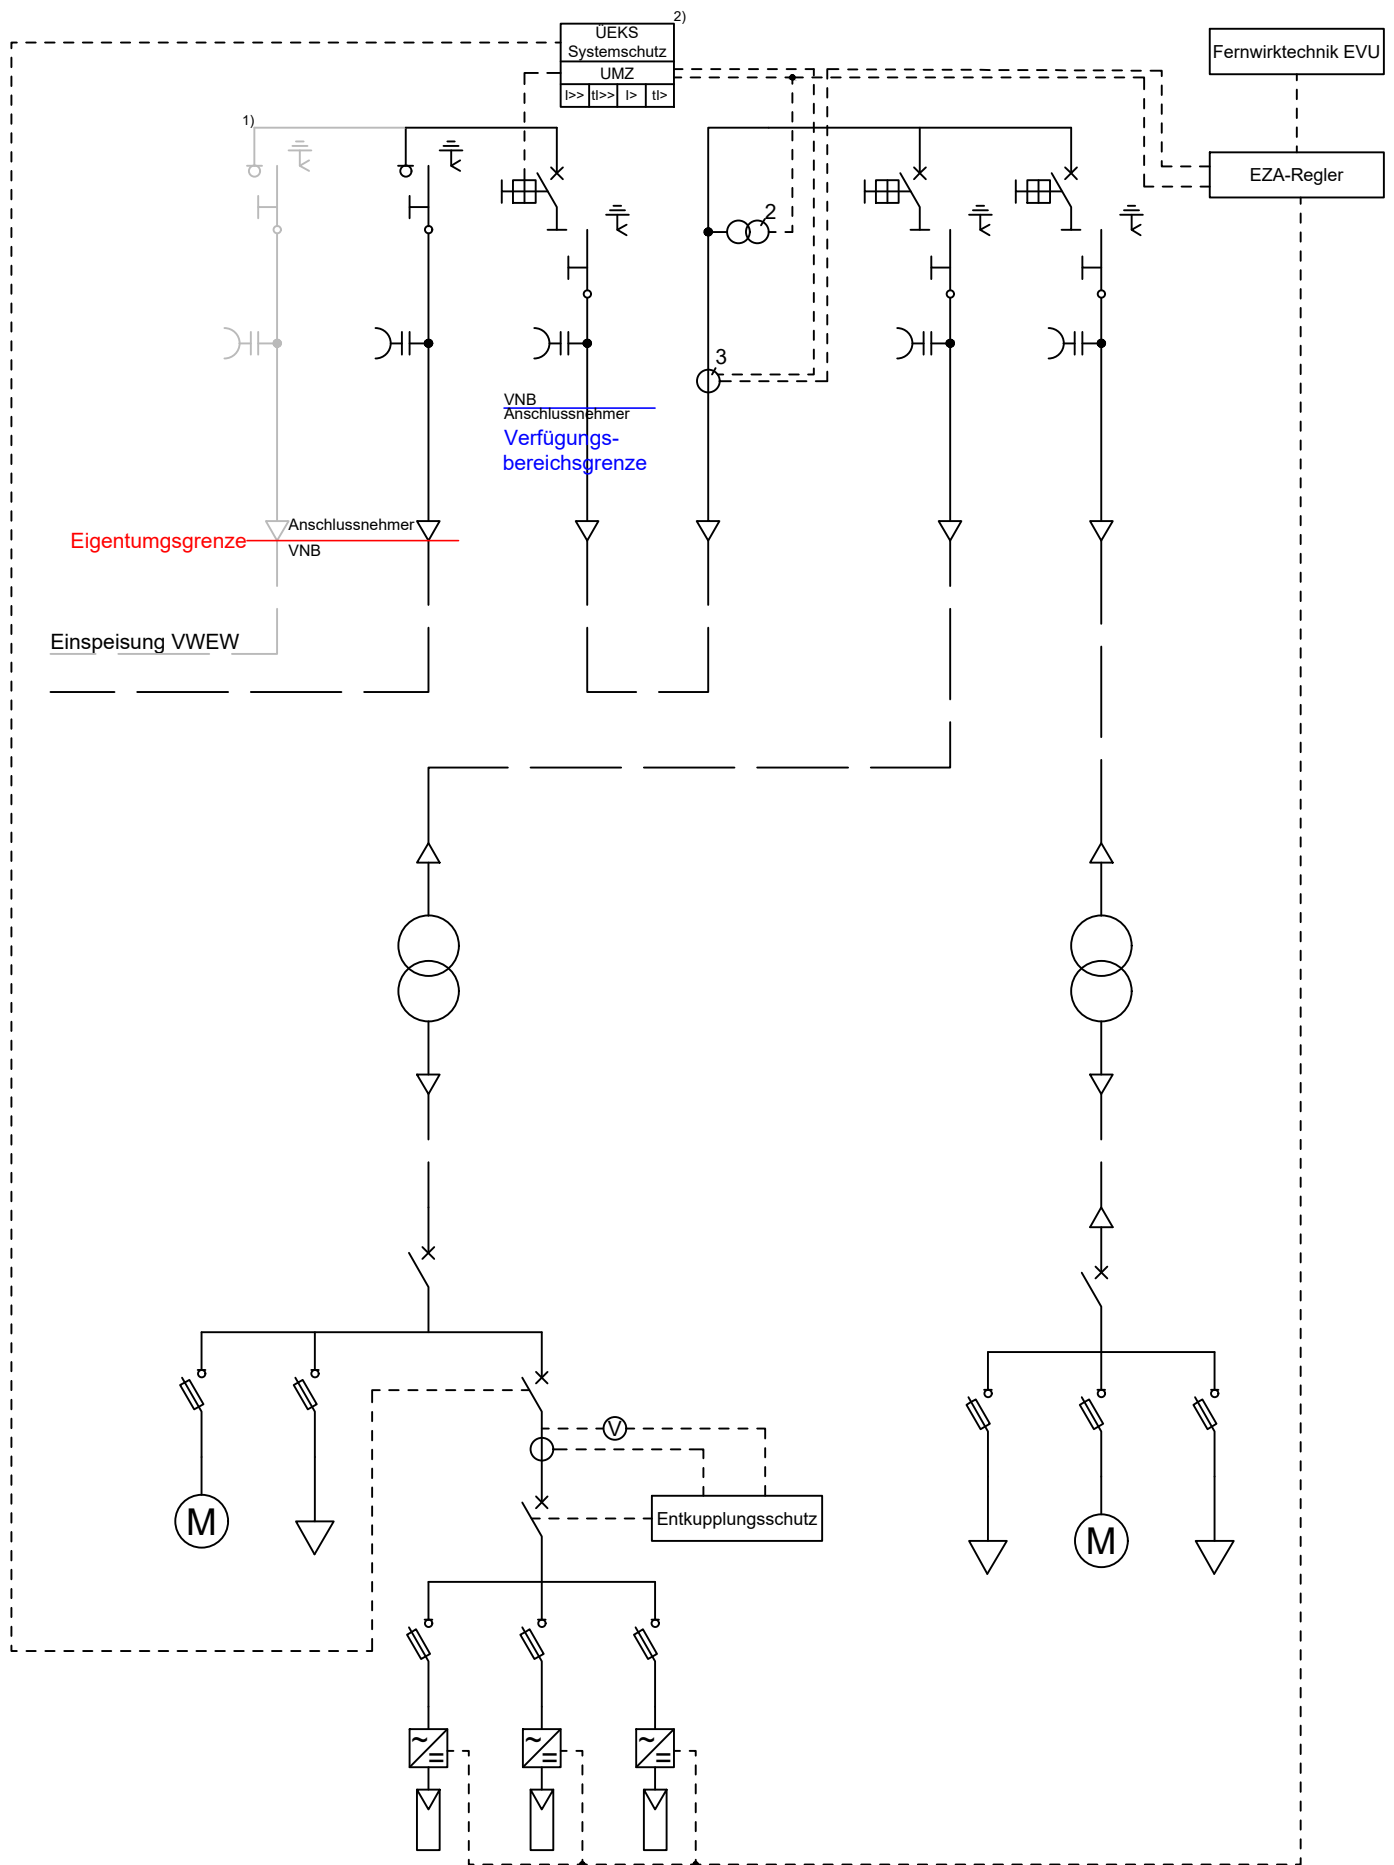 2)
ÜEKS
Systemschutz
UMZ
I>> tI>> I> tI>
Fernwirktechnik EVU
EZA-Regler
1)
2
3
VNB
Anschlussnehmer
Verfügungs-
bereichsgrenze
Anschlussnehmer
Eigentumgsgrenze
VNB
Einspeisung VWEW
V
M
Entkupplungsschutz
M